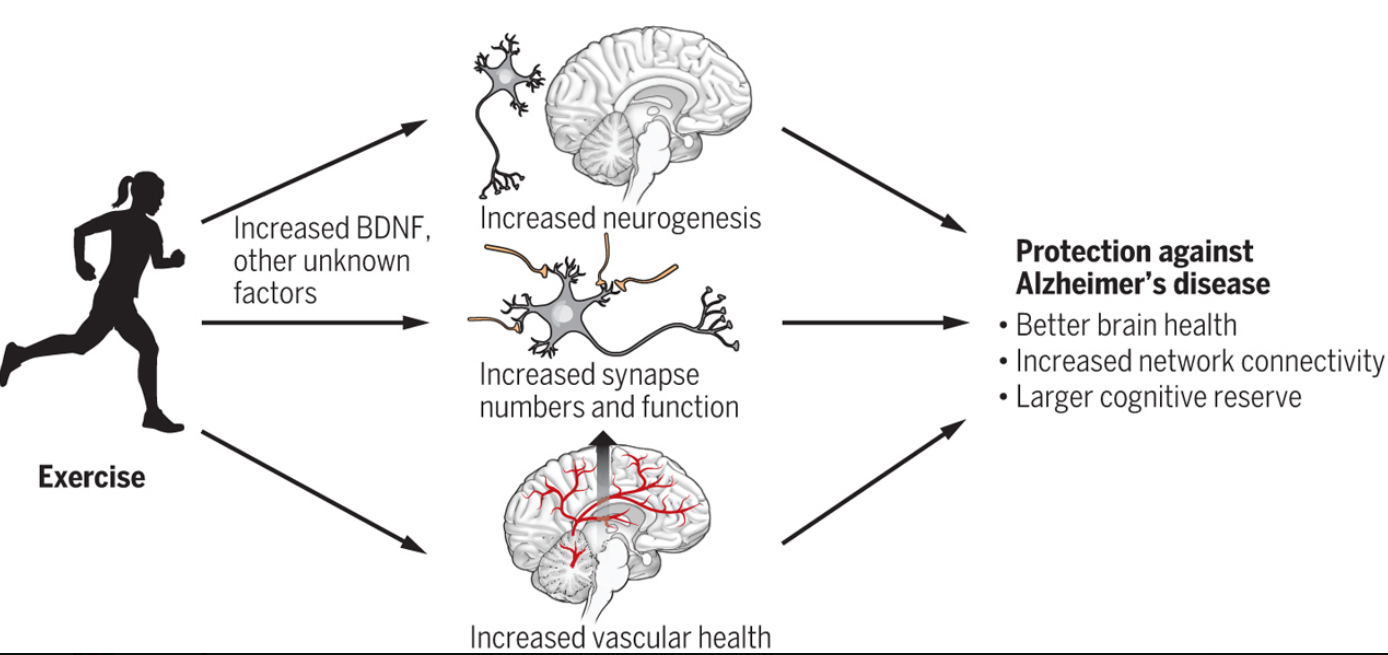 Increased BDNF,
other unknown
factors
Exercise
Increased neurogenesis
Increased synapse
numbers and function
Increased vascular health
Protection against
Alzheimer’s disease
• Better brain health
• Increased network connectivity
• Larger cognitive reserve